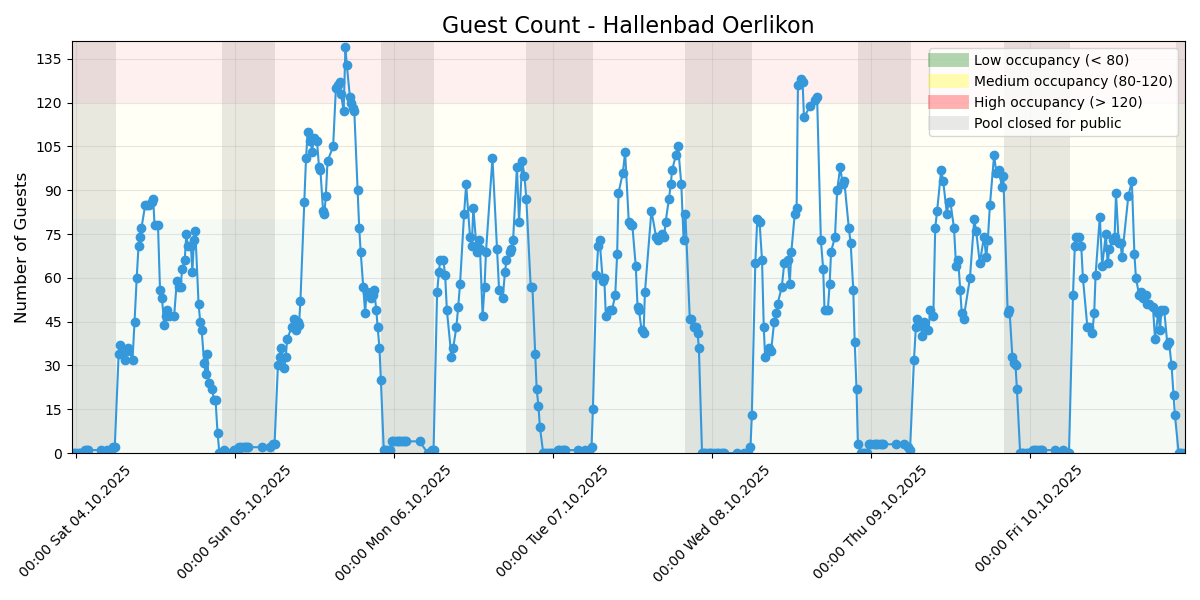 Guest Count - Hallenbad Oerlikon
Number of Guests
135
120
105
90
75
60
45
30
15
0
Low occupancy (< 80)
Medium occupancy (80-120)
High occupancy (> 120)
Pool closed for public
00:00 Sat 04.10.2025
00:00 Sun 05.10.2025
00:00 Mon 06.10.2025
00:00 Tue 07.10.2025
00:00 Wed 08.10.2025
00:00 Thu 09.10.2025
00:00 Fri 10.10.2025